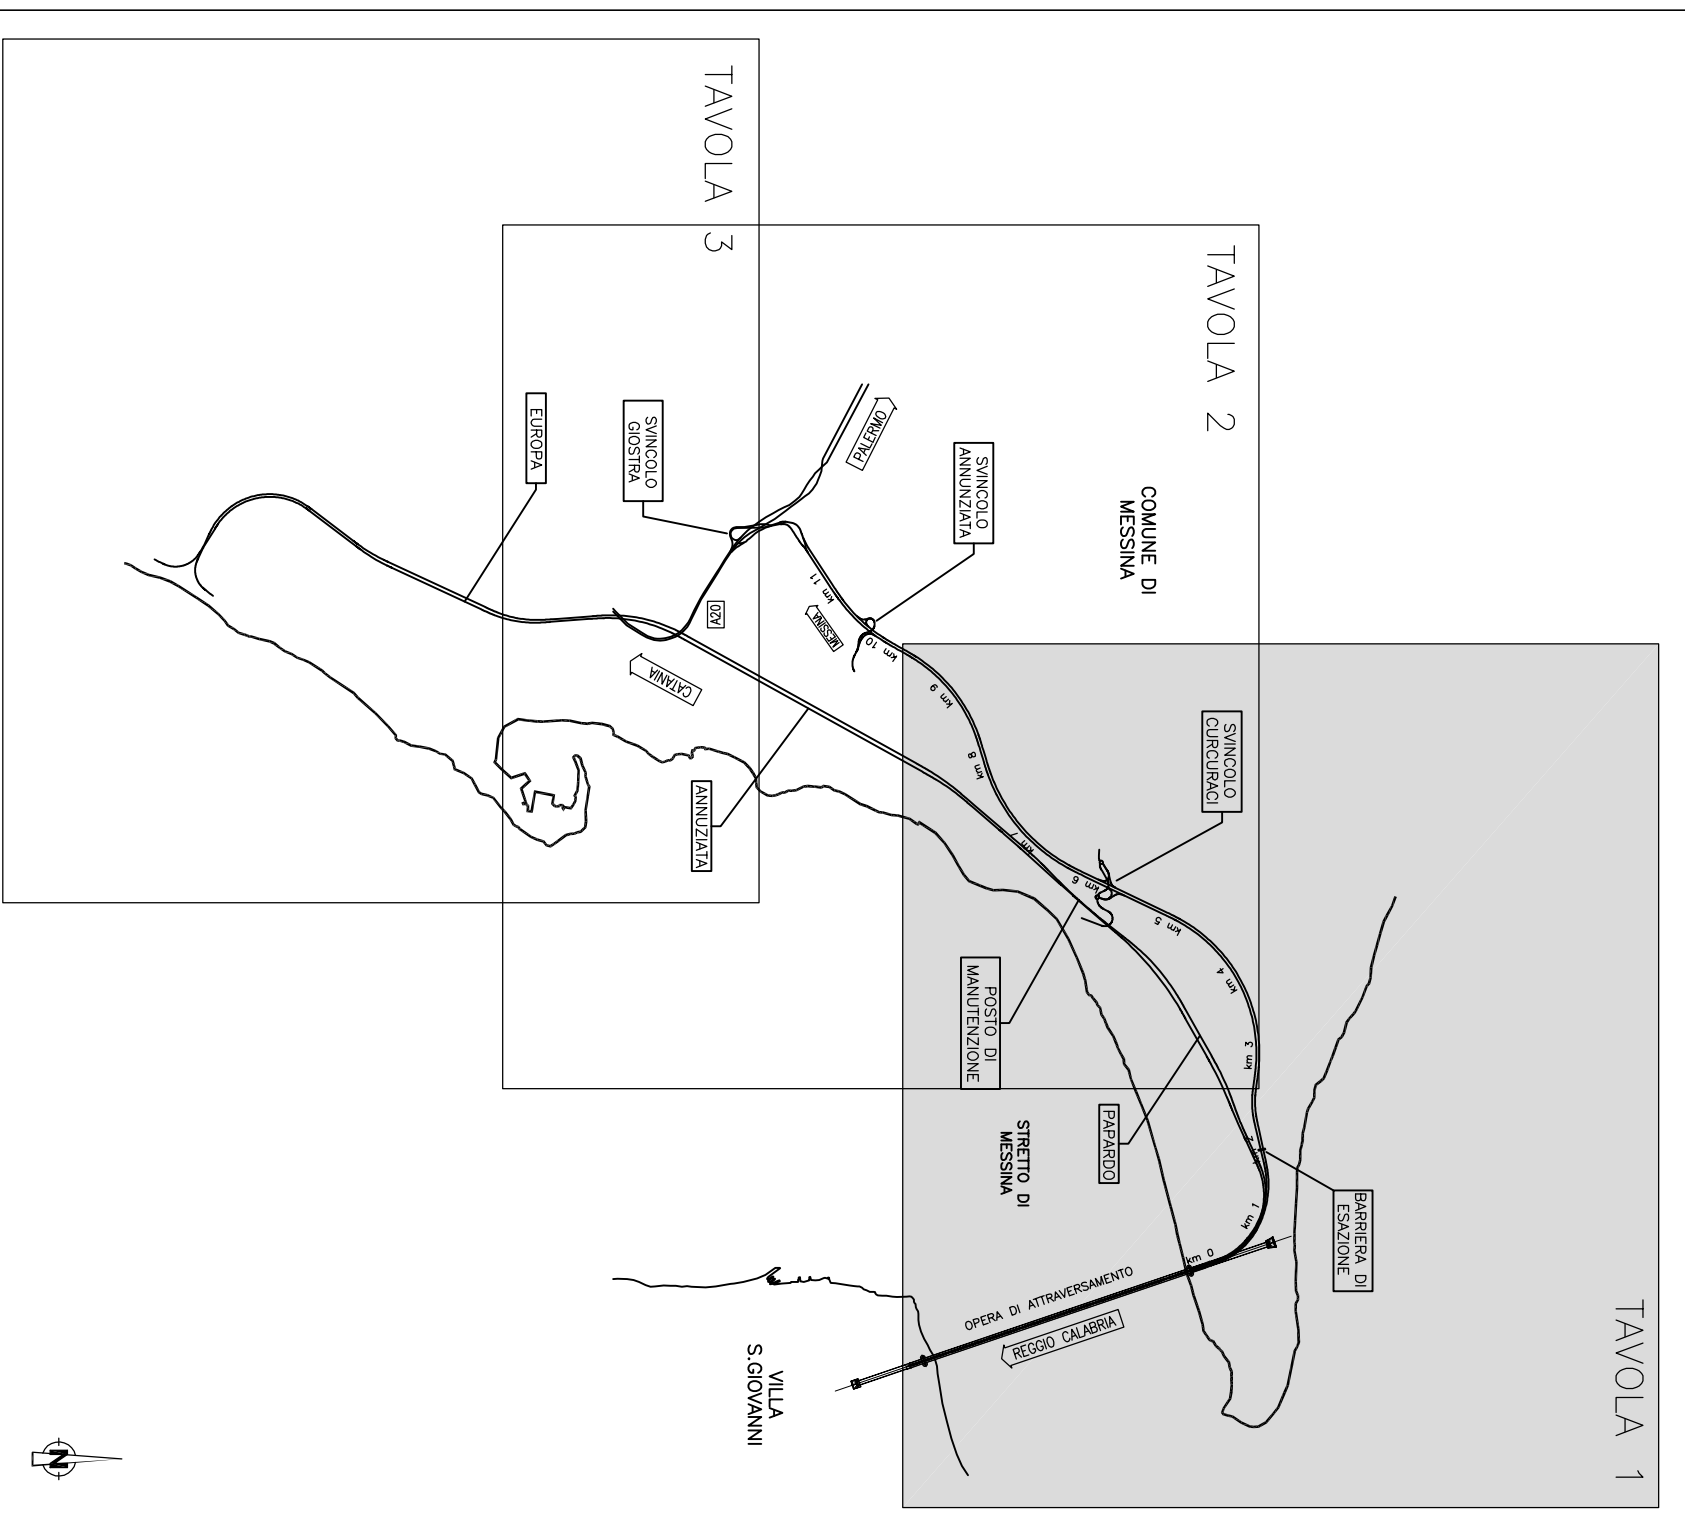 TAVOLA 3
TAVOLA 2
TAVOLA 1
PALERMO
SVINCOLO
ANNUNZIATA
COMUNE DI
MESSINA
EUROPA
SVINCOLO
GIOSTRA
km 11
MESSINA
A20
km 10
CATANIA
km 9
km 8
SVINCOLO
CURCURACI
ANNUZIATA
km 7
km 6
km 5
km 4
km 3
POSTO DI
MANUTENZIONE
PAPARDO
STRETTO DI
MESSINA
km 2
BARRIERA DI
ESAZIONE
km 1
km 0
OPERA DI ATTRAVERSAMENTO
REGGIO CALABRIA
VILLA
S.GIOVANNI
N